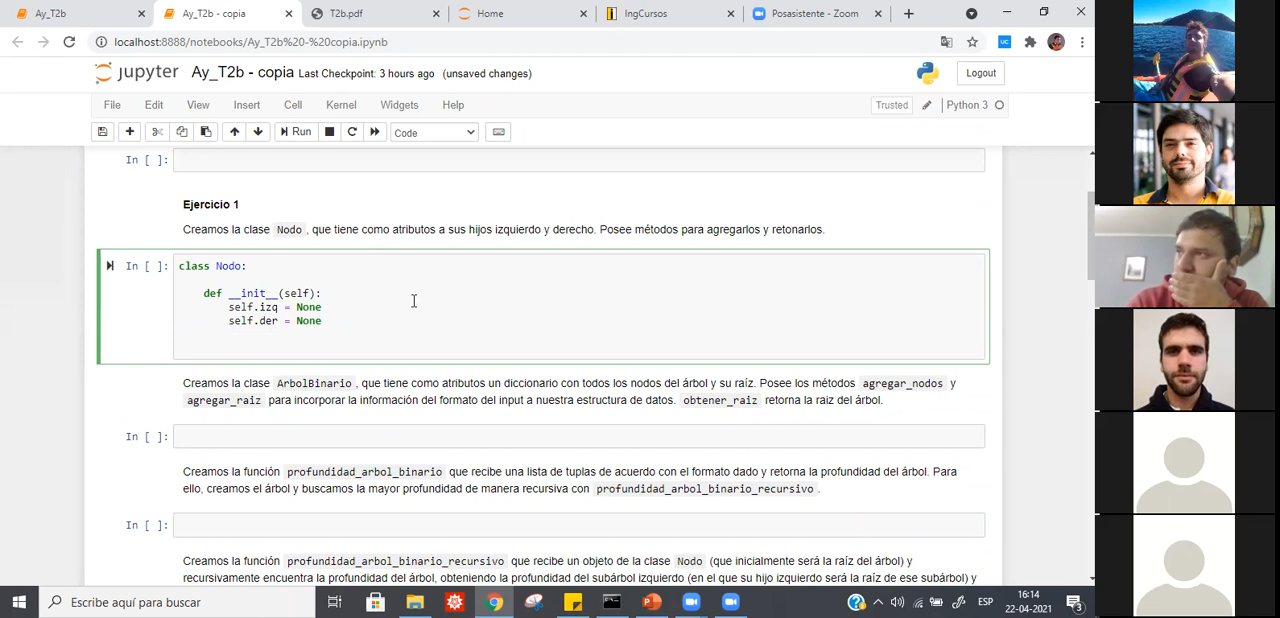 Ay_T2b
Ay_T2b - copia
T2b.pdf
Home
IngCursos
Posasistente - Zoom
localhost:8888/notebooks/Ay_T2b%20-%20copia.ipynb
UC
jupyter Ay_T2b - copia Last Checkpoint: 3 hours ago (unsaved changes)
Logout
File Edit View Insert Cell Kernel Widgets Help
Trusted
Python 3
Run
Code
In [ ]:
Ejercicio 1
Creamos la clase Nodo , que tiene como atributos a sus hijos izquierdo y derecho. Posee métodos para agregarlos y retonarlos.
In [ ]: class Nodo:
def __init__(self):
self.izq = None
self.der = None
Creamos la clase ArbolBinario , que tiene como atributos un diccionario con todos los nodos del árbol y su raíz. Posee los métodos agregar_nodos y
agregar_raiz para incorporar la información del formato del input a nuestra estructura de datos. obtener_raiz retorna la raiz del árbol.
In [ ]:
Creamos la función profundidad_arbol_binario que recibe una lista de tuplas de acuerdo con el formato dado y retorna la profundidad del árbol. Para
ello, creamos el árbol y buscamos la mayor profundidad de manera recursiva con profundidad_arbol_binario_recursivo .
In [ ]:
Creamos la función profundidad_arbol_binario_recursivo que recibe un objeto de la clase Nodo (que inicialmente será la raíz del árbol) y
recursivamente encuentra la profundidad del árbol, obteniendo la profundidad del subárbol izquierdo (en el que su hijo izquierdo será la raíz de ese subárbol) y
Escribe aquí para buscar
ESP
16:14
22-04-2021
3